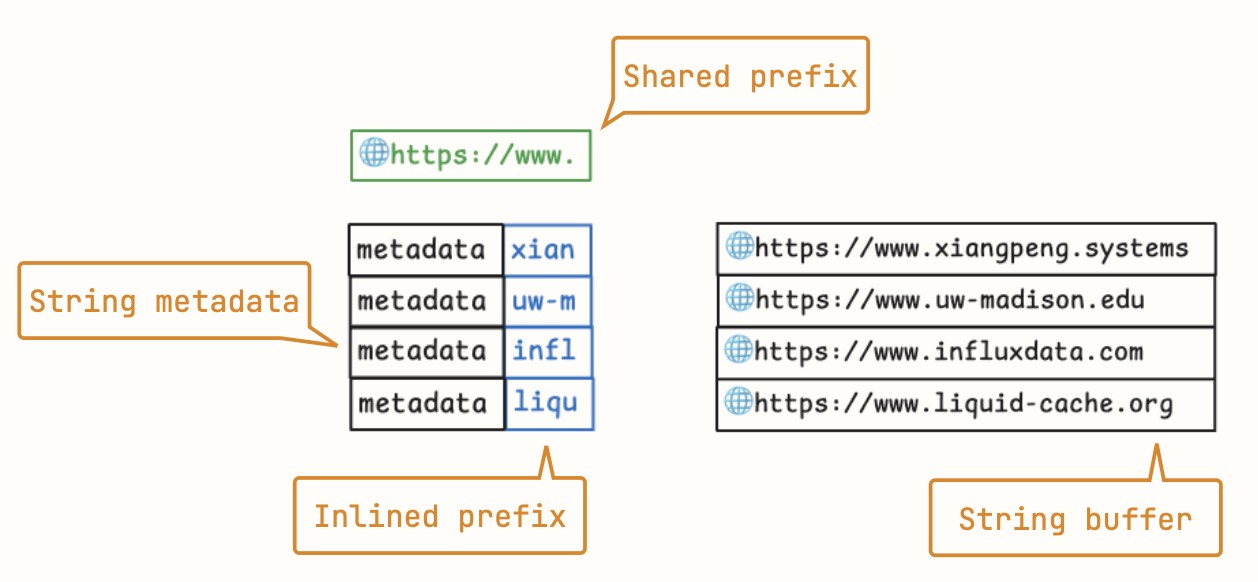 Shared prefix
🌐https://www.
metadata xian
metadata uw-m
metadata infl
metadata liqu
String metadata
Inlined prefix
🌐https://www.xiangpeng.systems
🌐https://www.uw-madison.edu
🌐https://www.influxdata.com
🌐https://www.liquid-cache.org
String buffer